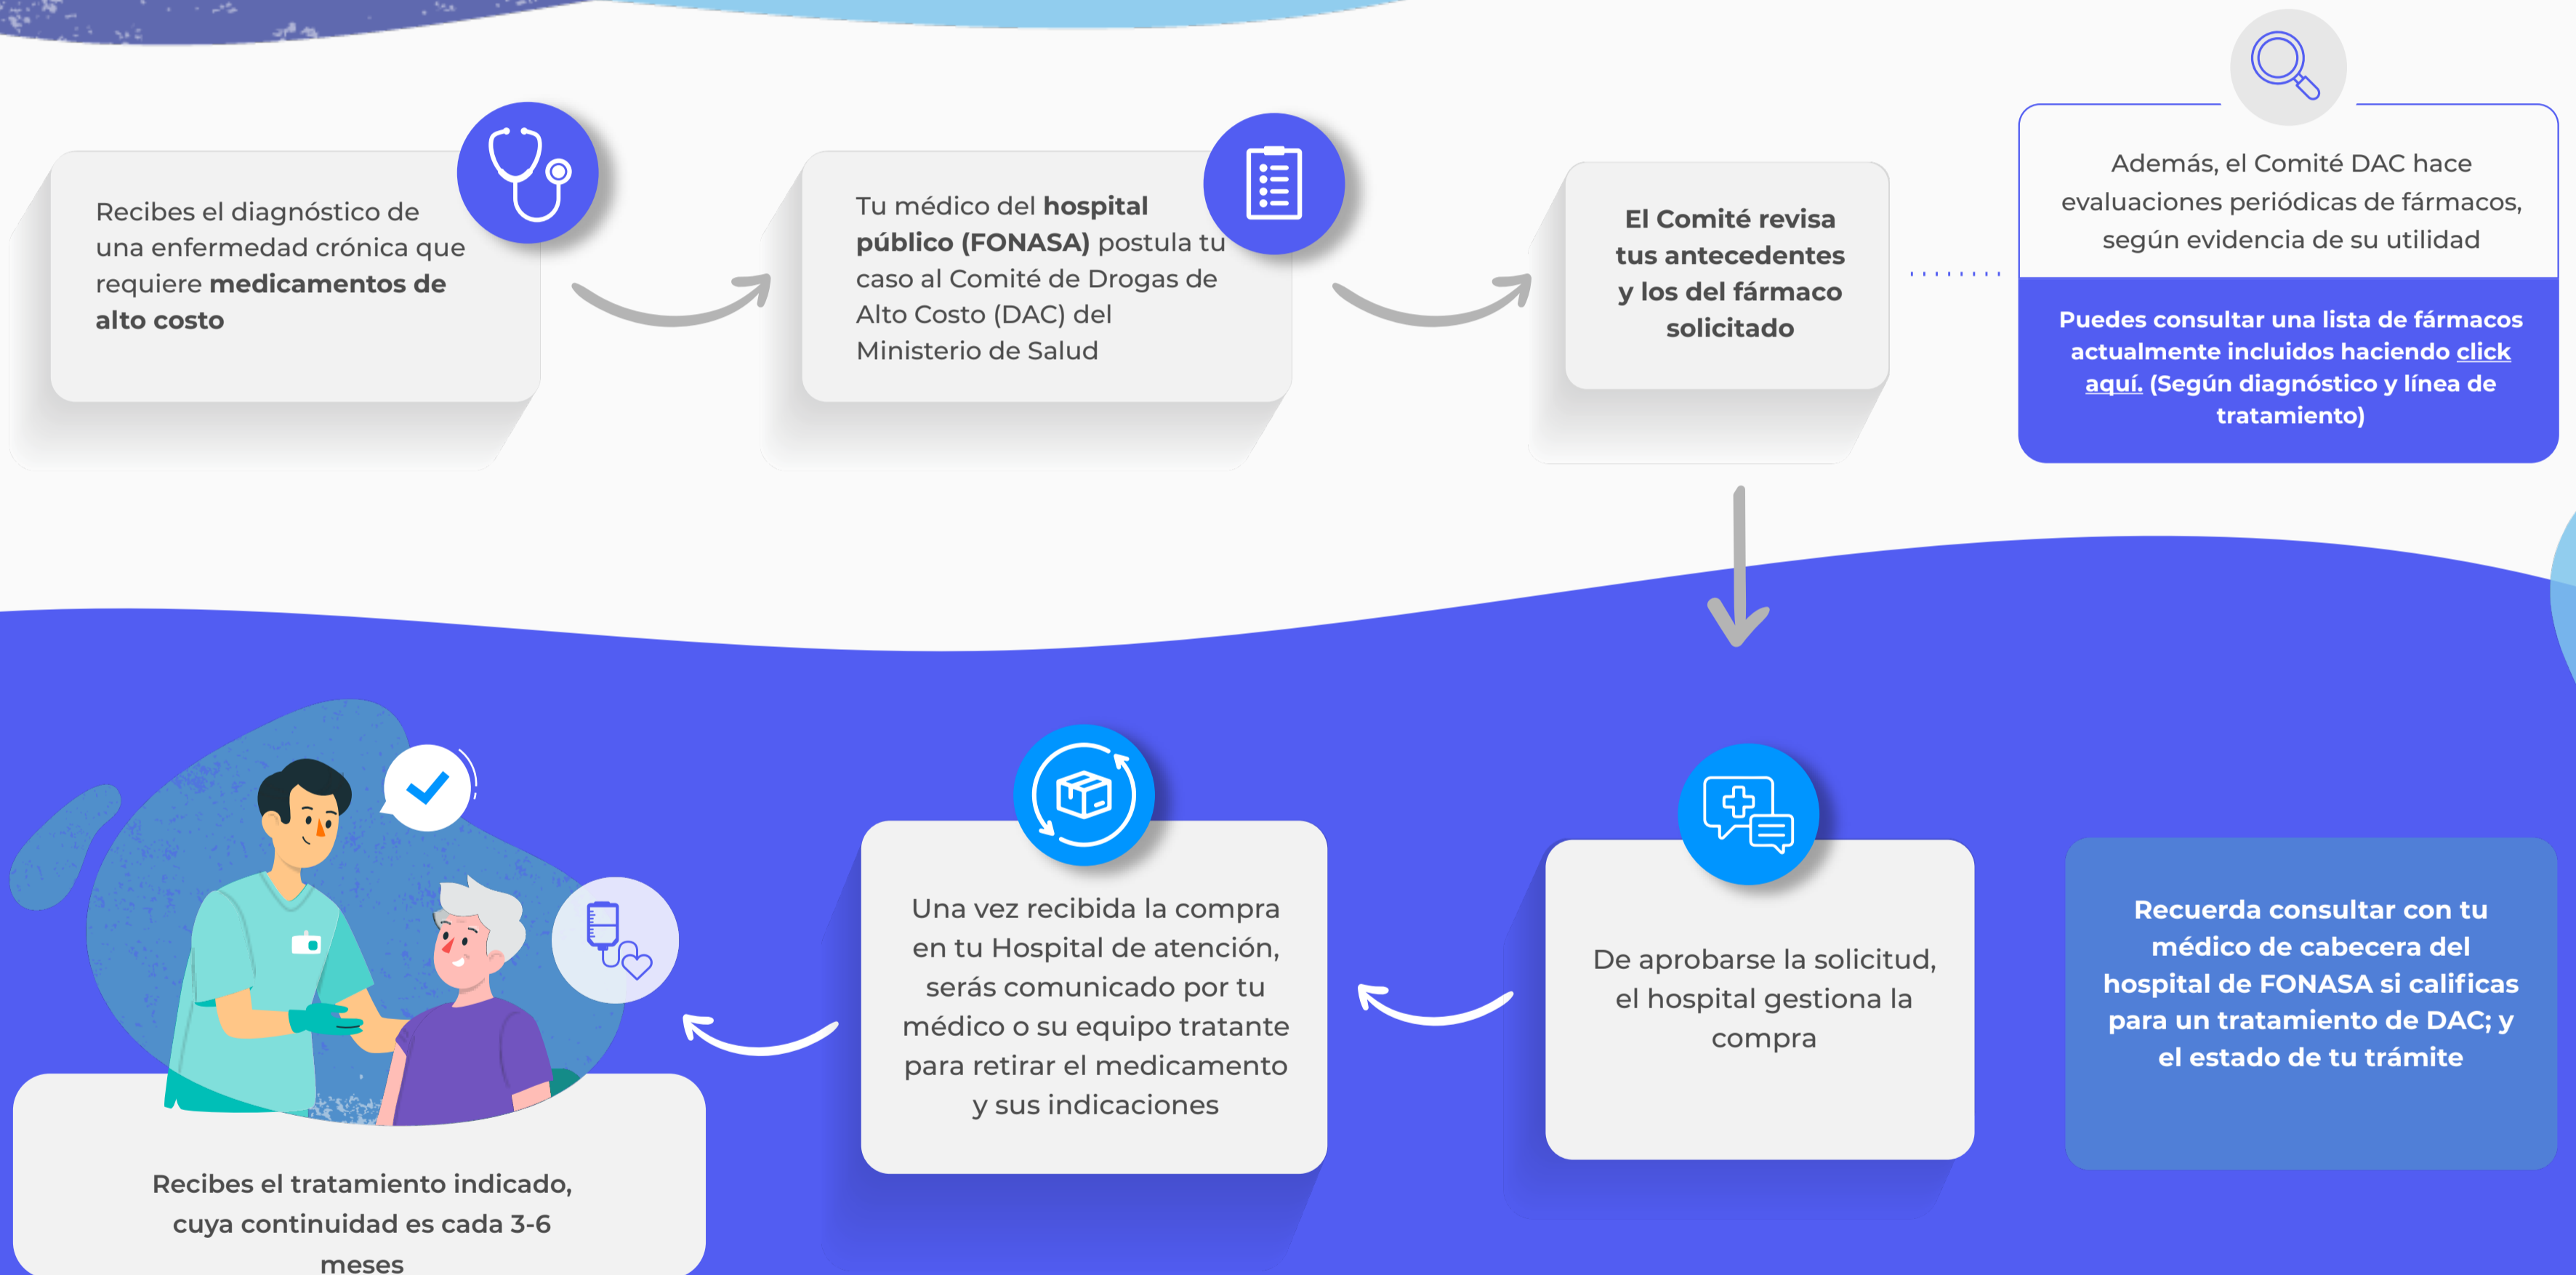 Recibes el diagnóstico de
una enfermedad crónica que
requiere medicamentos de
alto costo
Tu médico del hospital
público (FONASA) postula tu
caso al Comité de Drogas de
Alto Costo (DAC) del
Ministerio de Salud
El Comité revisa
tus antecedentes
y los del fármaco
solicitado
Además, el Comité DAC hace
evaluaciones periódicas de fármacos,
según evidencia de su utilidad
Puedes consultar una lista de fármacos
actualmente incluidos haciendo click
aquí. (Según diagnóstico y línea de
tratamiento)
De aprobarse la solicitud,
el hospital gestiona la
compra
Una vez recibida la compra
en tu Hospital de atención,
serás comunicado por tu
médico o su equipo tratante
para retirar el medicamento
y sus indicaciones
Recibes el tratamiento indicado,
cuya continuidad es cada 3-6
meses
Recuerda consultar con tu
médico de cabecera del
hospital de FONASA si calificas
para un tratamiento de DAC; y
el estado de tu trámite